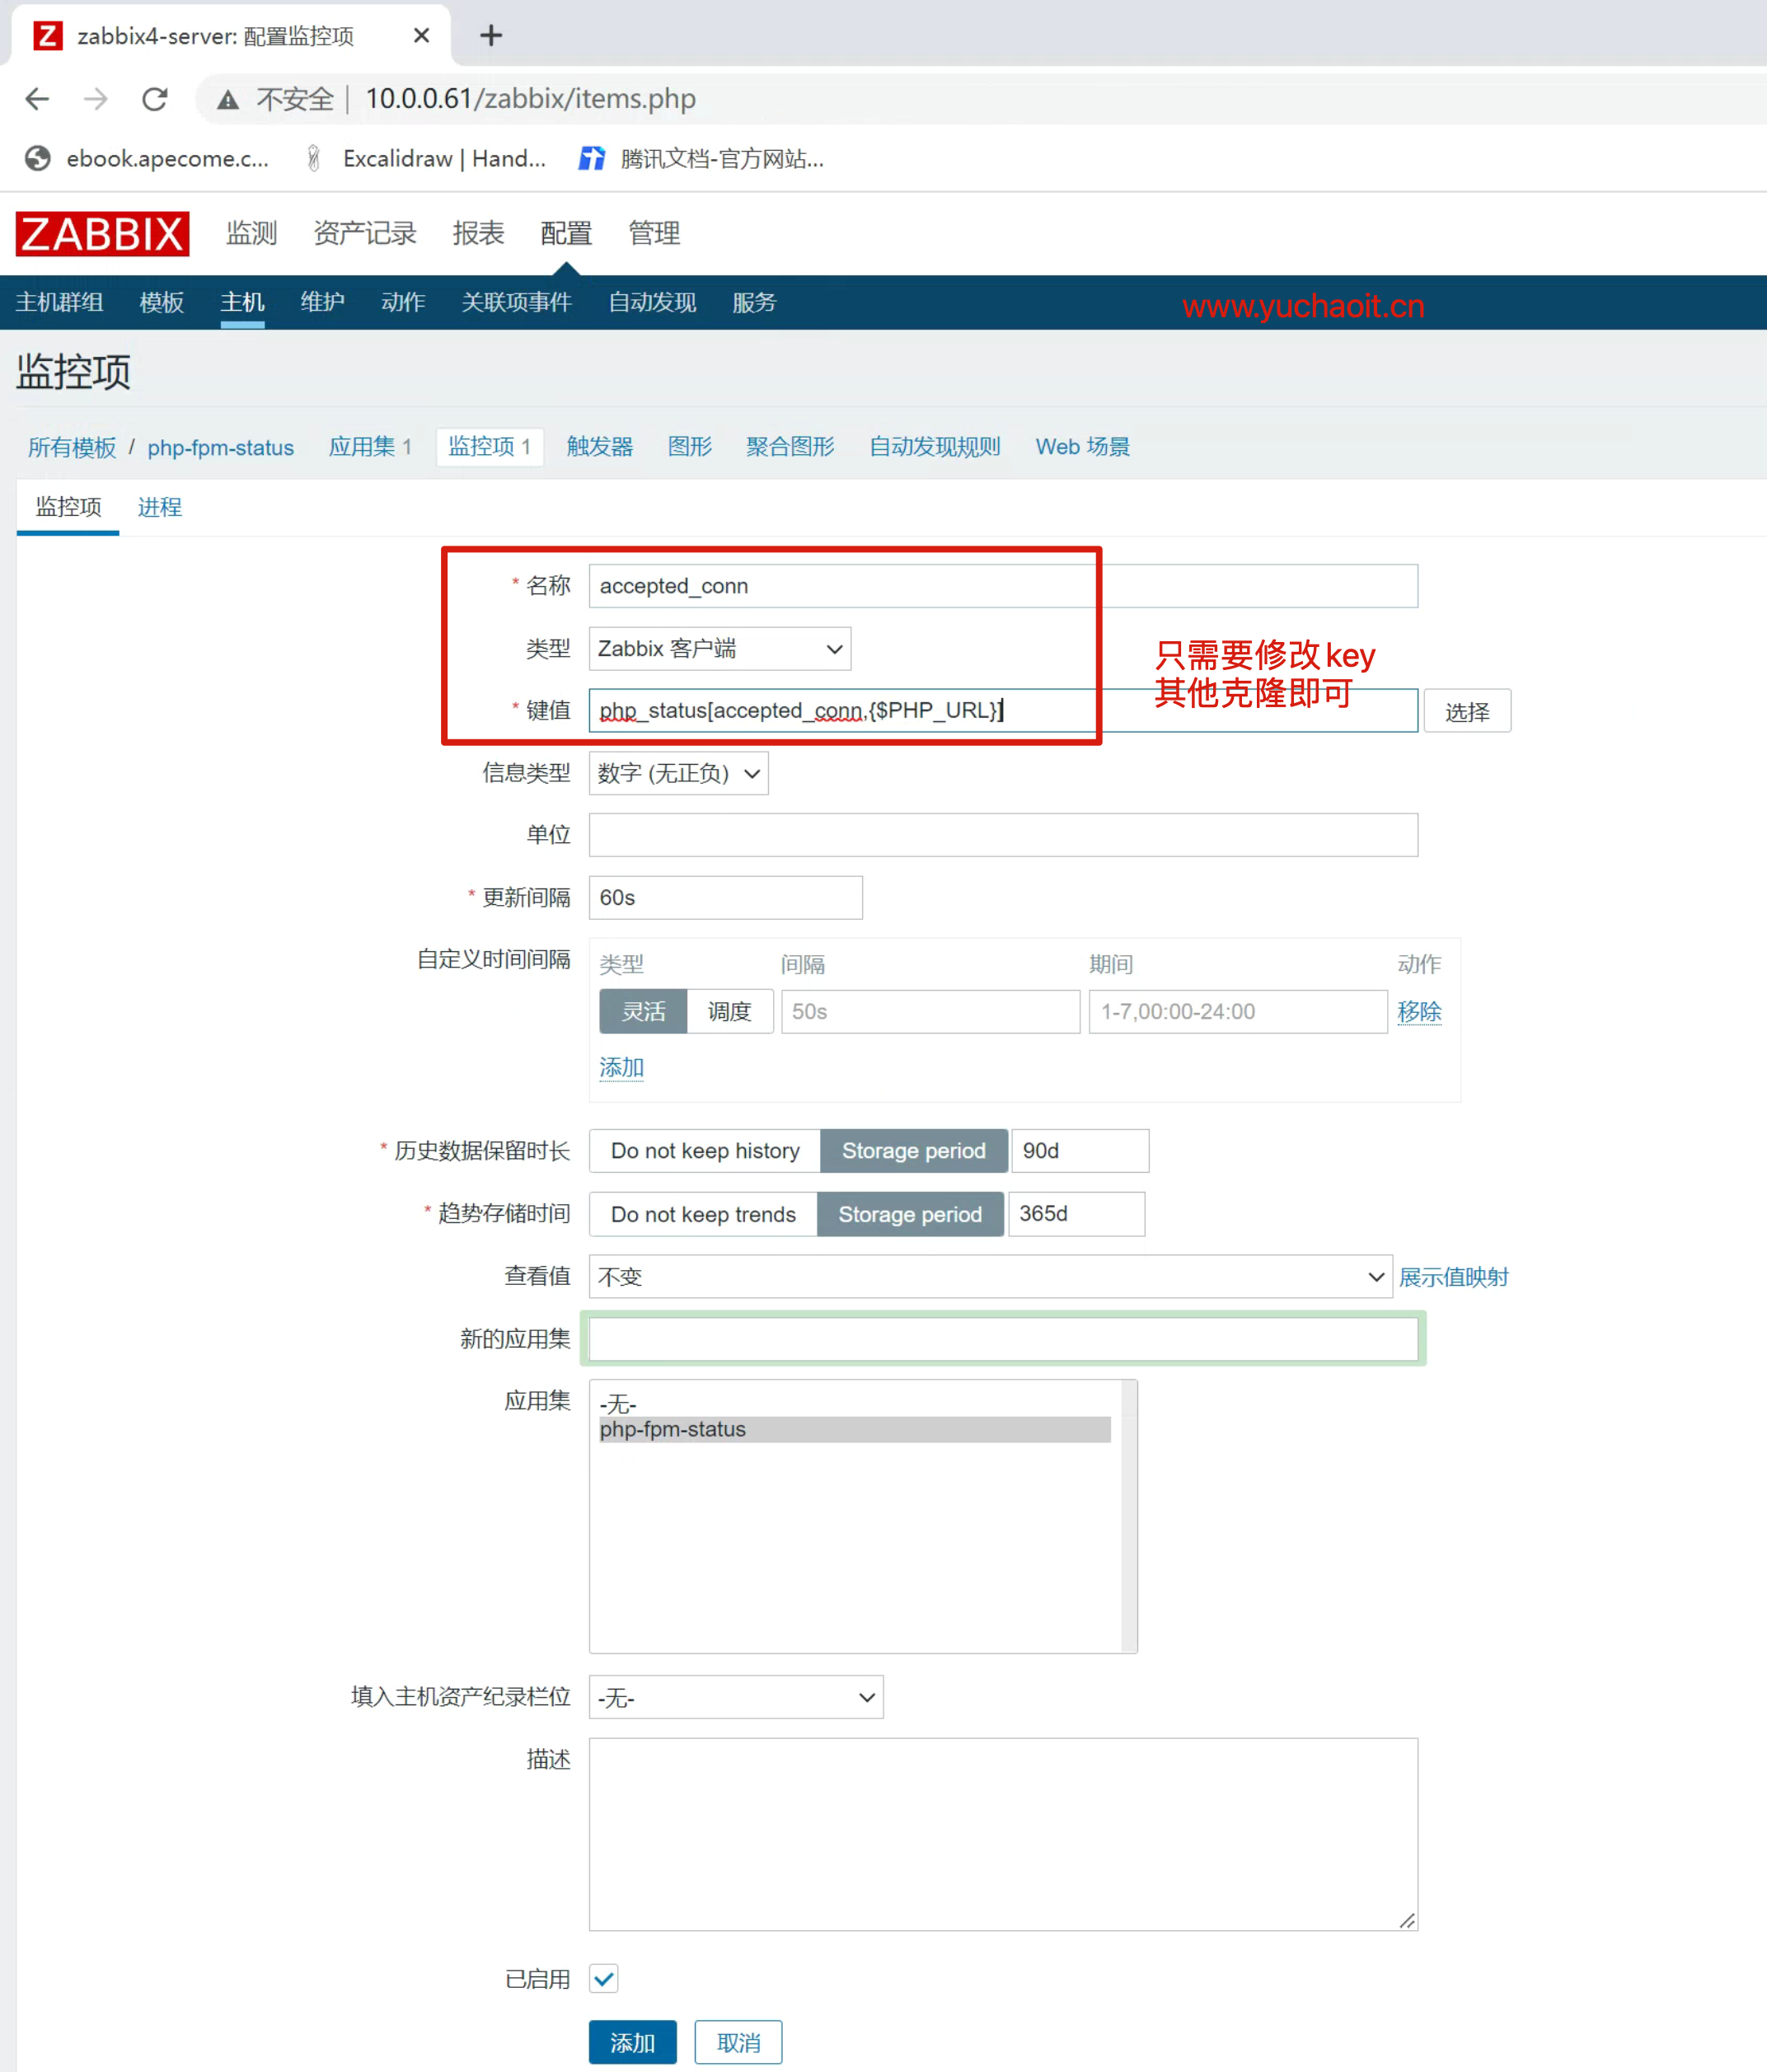 zabbix4-server: 配置监控项
不安全 | 10.0.0.61/zabbix/items.php
ebook.apecome.c... Excalidraw | Hand... 腾讯文档-官方网站...
ZABBIX 监测 资产记录 报表 配置 管理
主机群组 模板 主机 维护 动作 关联项事件 自动发现 服务 www.yuchaoit.cn
监控项
所有模板 / php-fpm-status 应用集 1 监控项 1 触发器 图形 聚合图形 自动发现规则 Web 场景
监控项 进程
* 名称 accepted_conn
类型 Zabbix 客户端
只需要修改key
其他克隆即可
* 键值 php_status[accepted_conn,{$PHP_URL}] 选择
信息类型 数字 (无正负)
单位
* 更新间隔 60s
自定义时间间隔 类型 间隔 期间 动作
灵活 调度 50s 1-7,00:00-24:00 移除
添加
* 历史数据保留时长 Do not keep history Storage period 90d
* 趋势存储时间 Do not keep trends Storage period 365d
查看值 不变 展示值映射
新的应用集
应用集 -无-
php-fpm-status
填入主机资产纪录栏位 -无-
描述
已启用
添加 取消